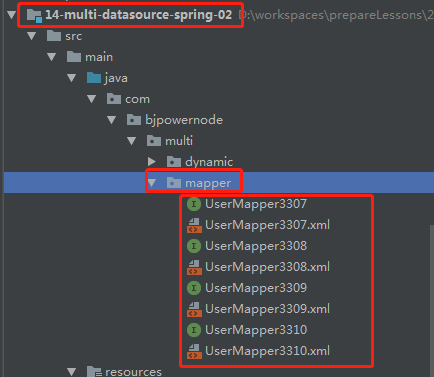 14-multi-datasource-spring-02 D:\workspaces\prepareLessons\2
src
main
java
com
bjpowernode
multi
dynamic
mapper
UserMapper3307
UserMapper3307.xml
UserMapper3308
UserMapper3308.xml
UserMapper3309
UserMapper3309.xml
UserMapper3310
UserMapper3310.xml
resources